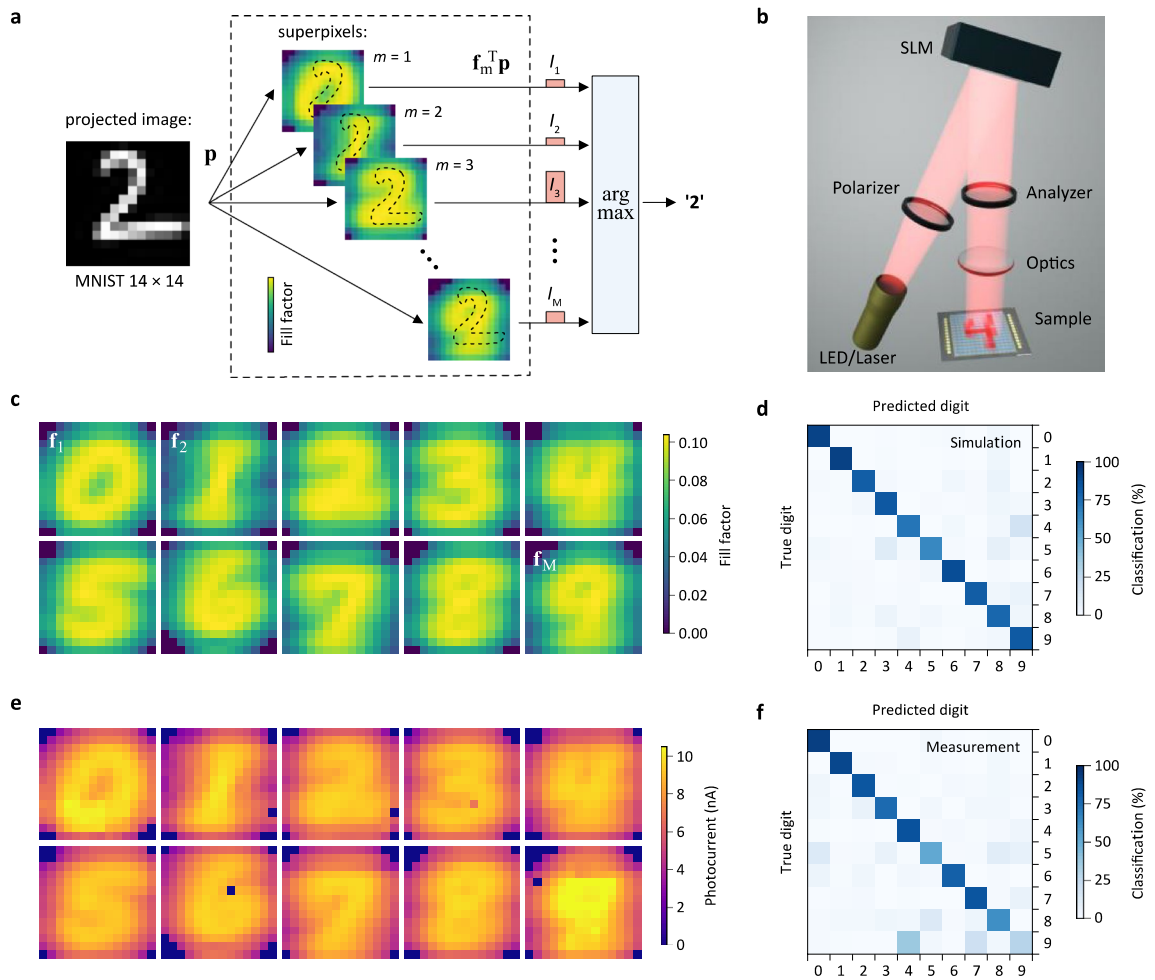 a
superpixels:
m = 1
m = 2
m = 3
f_m^T p
I_1
I_2
I_3
I_M
projected image:
p
MNIST 14 × 14
Fill factor
arg
max
'2'
b
SLM
Polarizer
Analyzer
Optics
Sample
LED/Laser
c
f_1
f_2
f_M
0.10
0.08
0.06
0.04
0.02
0.00
Fill factor
d
Predicted digit
Simulation
True digit
0
1
2
3
4
5
6
7
8
9
0 1 2 3 4 5 6 7 8 9
100
75
50
25
0
Classification (%)
e
10
8
6
4
2
0
Photocurrent (nA)
f
Predicted digit
Measurement
True digit
0
1
2
3
4
5
6
7
8
9
0 1 2 3 4 5 6 7 8 9
100
75
50
25
0
Classification (%)